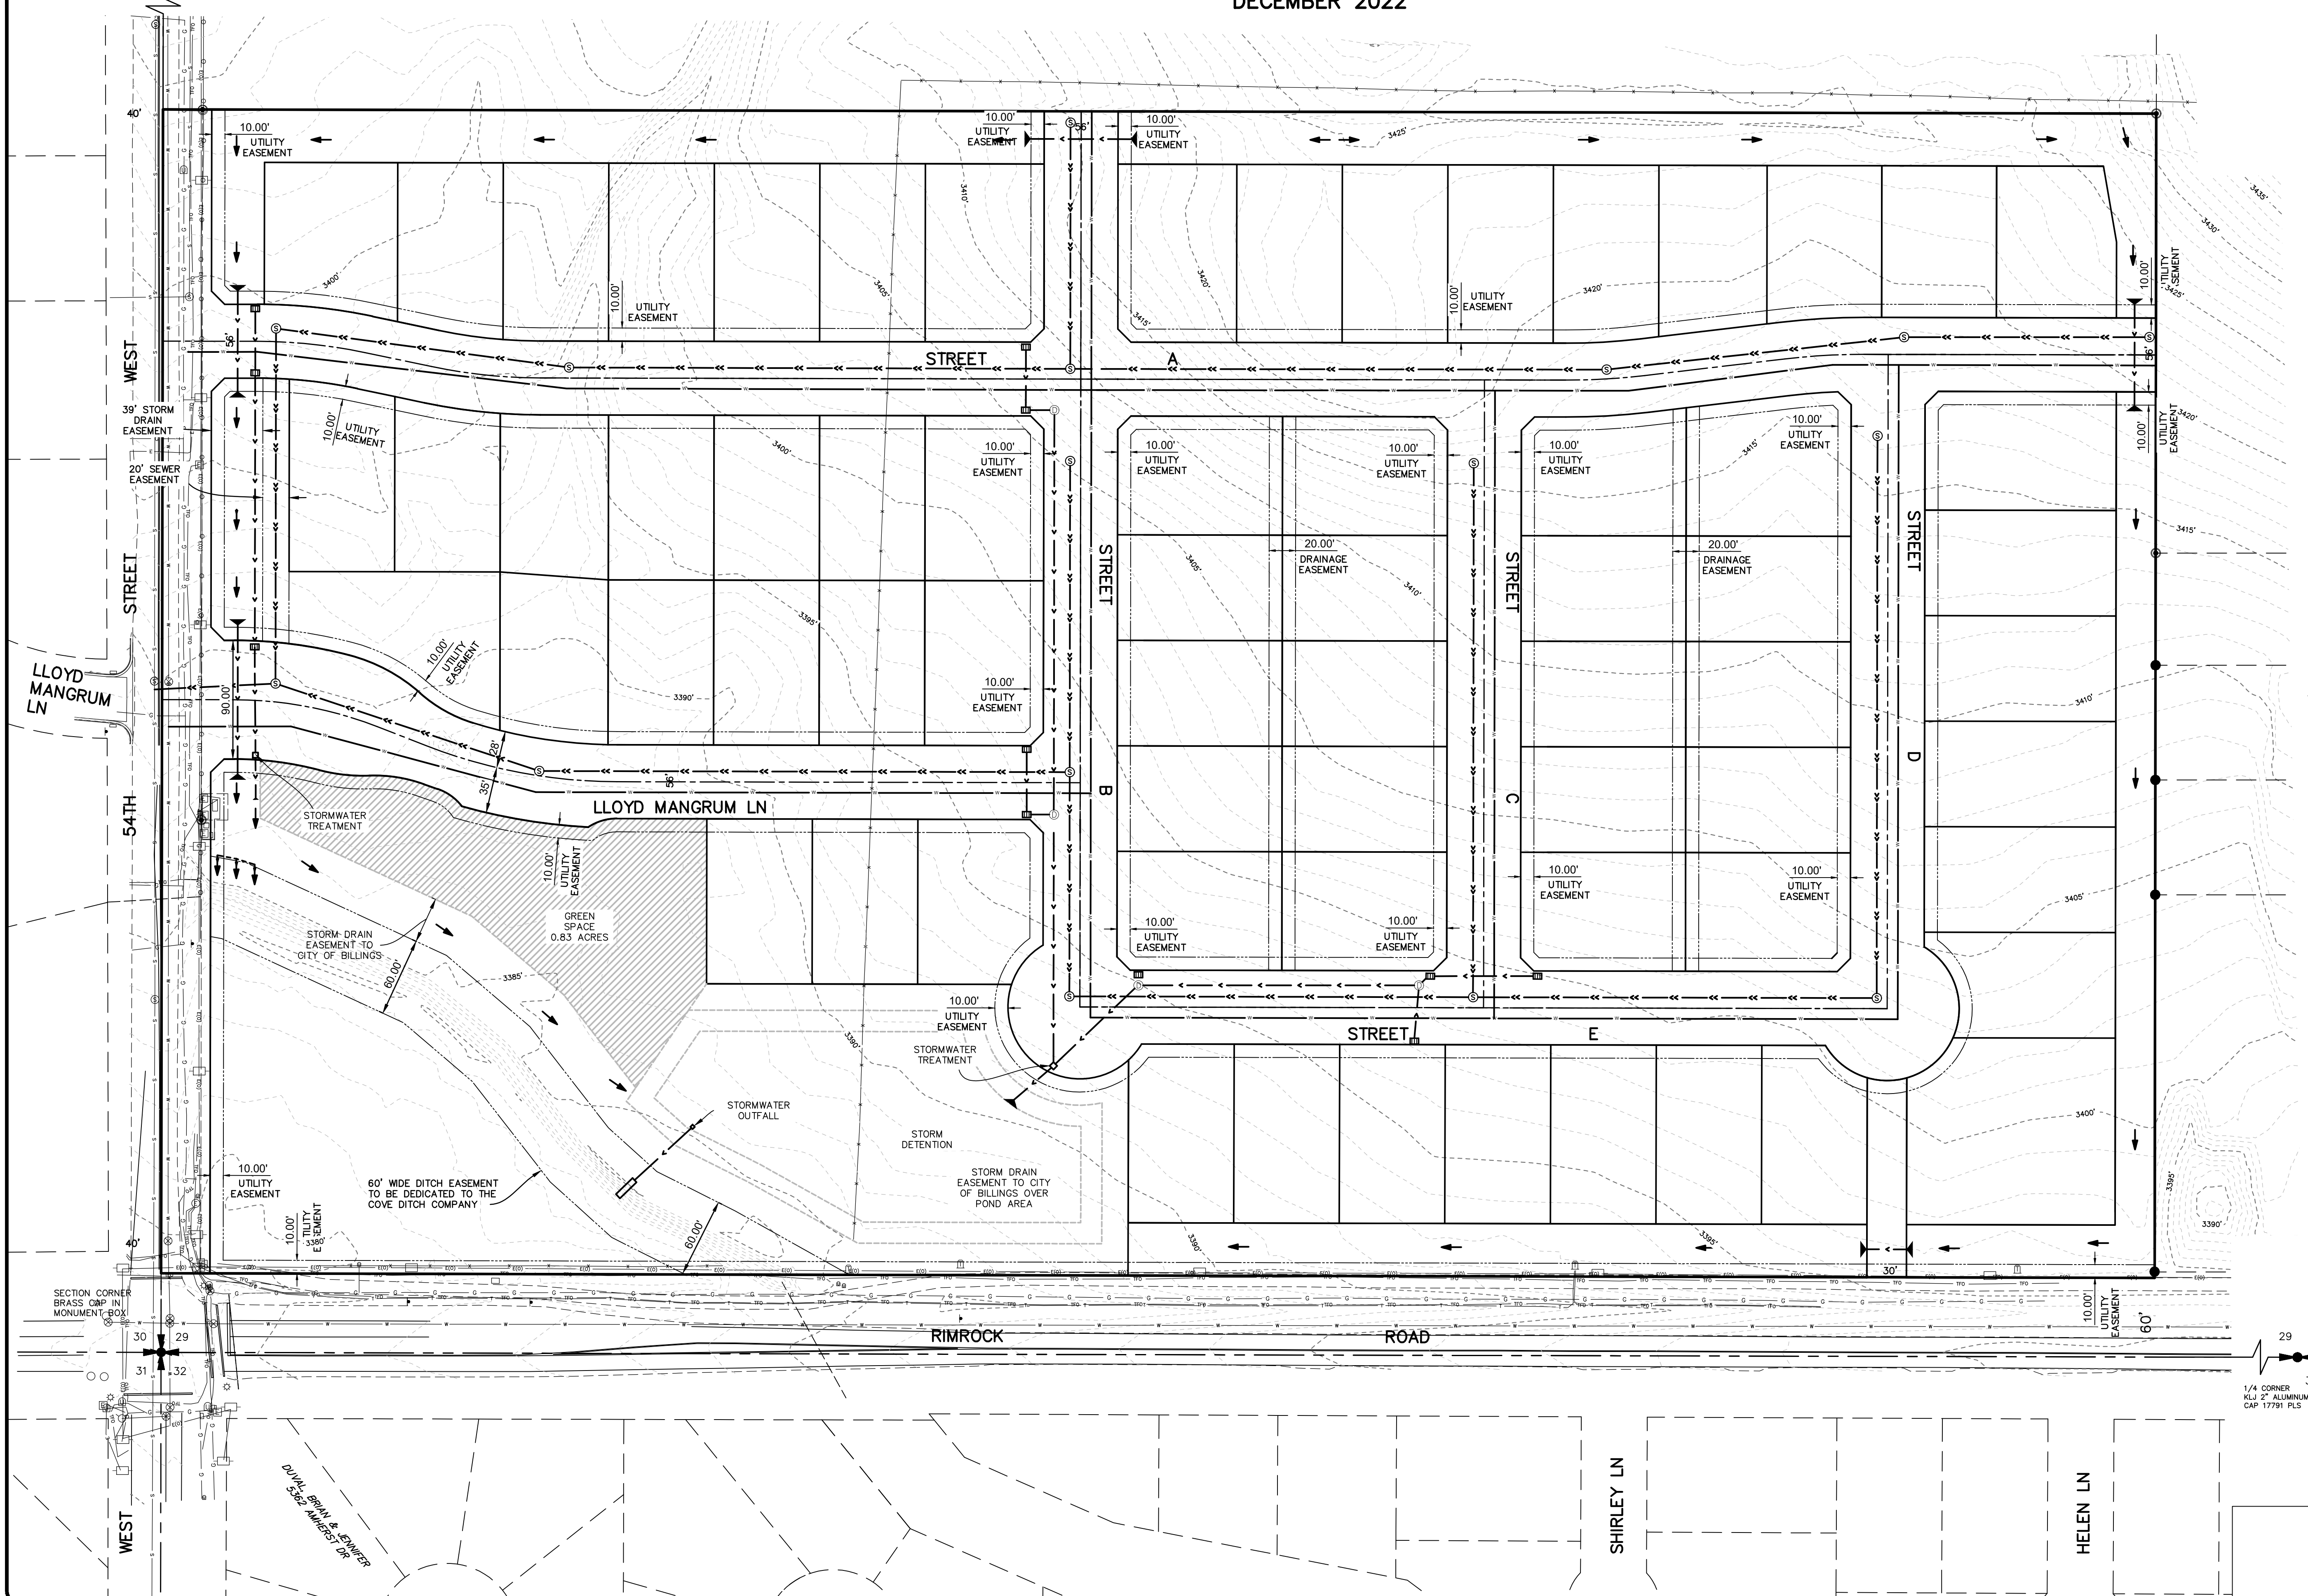 DECEMBER 2022
40'
10.00'
UTILITY
EASEMENT
10.00'
UTILITY
EASEMENT
56'
10.00'
UTILITY
EASEMENT
3425'
3435'
3430'
3410'
3400'
3405'
3420'
3415'
3420'
10.00'
UTILITY
EASEMENT
10.00'
UTILITY
EASEMENT
10.00'
3425'
56'
STREET A
56'
WEST
39' STORM
DRAIN
EASEMENT
20' SEWER
EASEMENT
10.00'
UTILITY
EASEMENT
3400'
10.00'
UTILITY
EASEMENT
10.00'
UTILITY
EASEMENT
10.00'
UTILITY
EASEMENT
10.00'
UTILITY
EASEMENT
3415'
10.00'
UTILITY
EASEMENT
10.00'
UTILITY
EASEMENT
3420'
3415'
STREET
STREET
STREET
STREET
20.00'
DRAINAGE
EASEMENT
20.00'
DRAINAGE
EASEMENT
3405'
3410'
3395'
LLOYD
MANGRUM
LN
90.00'
10.00'
UTILITY
EASEMENT
3390'
10.00'
UTILITY
EASEMENT
3410'
28'
35'
56'
LLOYD MANGRUM LN
B
C
D
54TH
STORMWATER
TREATMENT
10.00'
UTILITY
EASEMENT
10.00'
UTILITY
EASEMENT
10.00'
UTILITY
EASEMENT
3405'
GREEN
SPACE
0.83 ACRES
STORM DRAIN
EASEMENT TO
CITY OF BILLINGS
60.00'
3385'
10.00'
UTILITY
EASEMENT
10.00'
UTILITY
EASEMENT
10.00'
UTILITY
EASEMENT
STREET E
3390'
STORMWATER
TREATMENT
STORMWATER
OUTFALL
STORM
DETENTION
3400'
10.00'
UTILITY
EASEMENT
60' WIDE DITCH EASEMENT
TO BE DEDICATED TO THE
COVE DITCH COMPANY
STORM DRAIN
EASEMENT TO CITY
OF BILLINGS OVER
POND AREA
3395'
3390'
10.00'
UTILITY
3380'
60.00'
3390'
3395'
40'
30'
SECTION CORNER
BRASS CAP IN
MONUMENT BOX
10.00'
UTILITY
EASEMENT
60'
30 29
31 32
RIMROCK ROAD
29
1/4 CORNER
KLJ 2" ALUMINUM
CAP 17791 PLS
DUVAL, BRIAN & JENNIFER
5362 AMHERST DR
WEST
SHIRLEY LN
HELEN LN